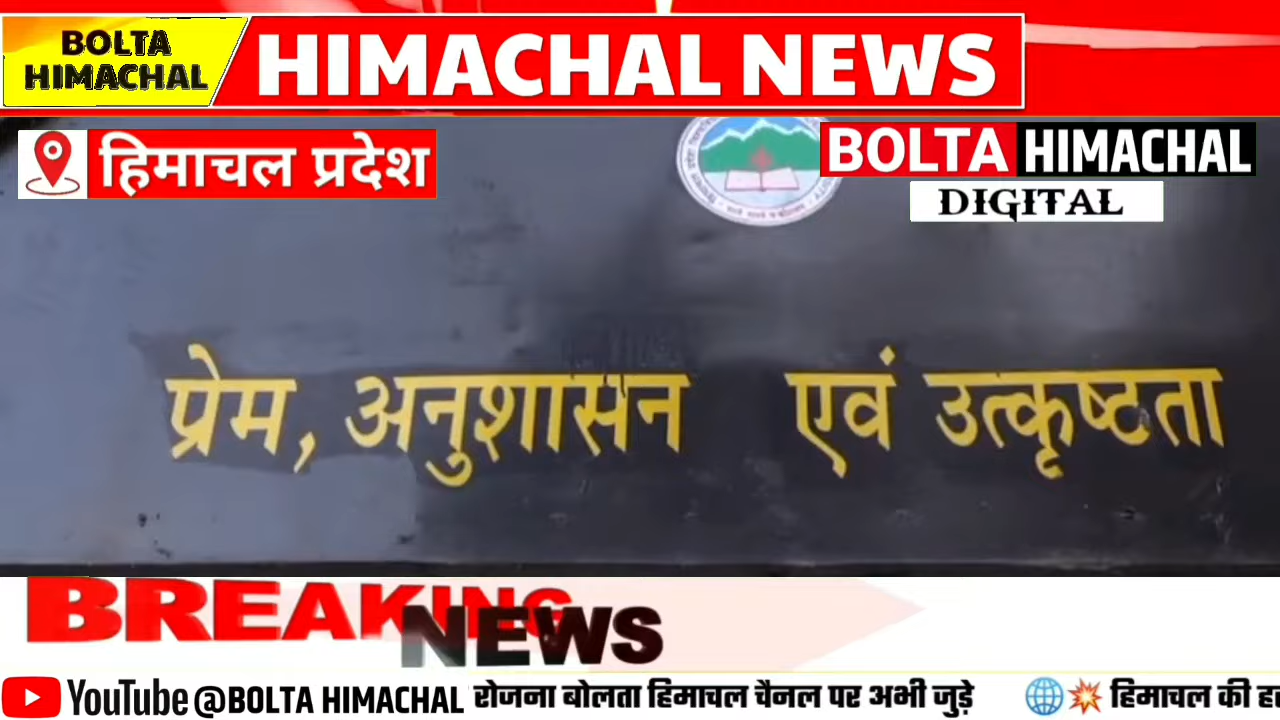 BOLTA
HIMACHAL
HIMACHAL NEWS
हिमाचल प्रदेश
BOLTA HIMACHAL
DIGITAL
प्रेम, अनुशासन एवं उत्कृष्टता
BREAKING
NEWS
YouTube @BOLTA HIMACHAL रोजना बोलता हिमाचल चैनल पर अभी जुड़े हिमाचल की